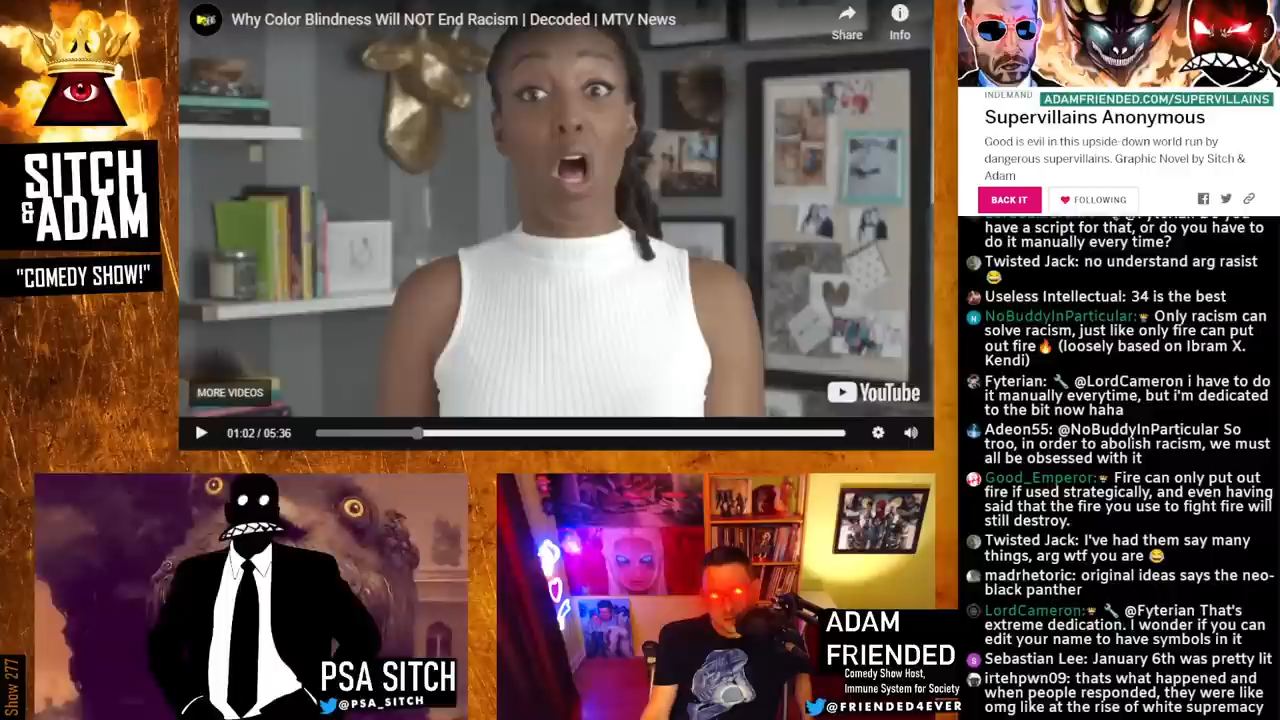 Why Color Blindness Will NOT End Racism | Decoded | MTV News
Share
Info
MORE VIDEOS
YouTube
01:02 / 05:36
SITCH
& ADAM
"COMEDY SHOW!"
Show 277
PSA SITCH
@PSA_SITCH
ADAM
FRIENDED
Comedy Show Host,
Immune System for Society
@FRIENDED4EVER
INDEMAND
ADAMFRIENDED.COM/SUPERVILLAINS
Supervillains Anonymous
Good is evil in this upside-down world run by
dangerous supervillains. Graphic Novel by Sitch &
Adam
BACK IT
FOLLOWING
have a script for that, or do you have to
do it manually every time?
Twisted Jack: no understand arg rasist
😂
Useless Intellectual: 34 is the best
NoBuddyInParticular: Only racism can
solve racism, just like only fire can put
out fire🔥 (loosely based on Ibram X.
Kendi)
Fyterian: 🔧 @LordCameron i have to do
it manually everytime, but i'm dedicated
to the bit now haha
Adeon55: @NoBuddyInParticular So
troo, in order to abolish racism, we must
all be obsessed with it
Good_Emperor: Fire can only put out
fire if used strategically, and even having
said that the fire you use to fight fire will
still destroy.
Twisted Jack: I've had them say many
things, arg wtf you are 😂
madrhetoric: original ideas says the neo-
black panther
LordCameron: 🔧 @Fyterian That's
extreme dedication. I wonder if you can
edit your name to have symbols in it
Sebastian Lee: January 6th was pretty lit
irtehpwn09: thats what happened and
when people responded, they were like
omg like at the rise of white supremacy